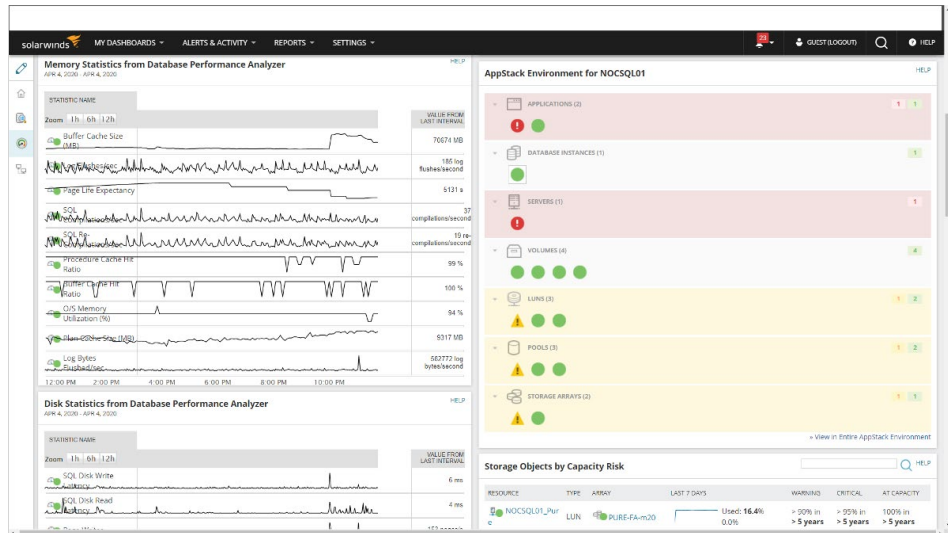 solarwinds MY DASHBOARDS ALERTS & ACTIVITY REPORTS SETTINGS 23 GUEST (LOGOUT) HELP
Memory Statistics from Database Performance Analyzer HELP
APR 4, 2020 - APR 4, 2020
STATISTIC NAME
Zoom 1h 6h 12h VALUE FROM
LAST INTERVAL
Buffer Cache Size
(MB)
70674 MB
Log Flushes/sec
185 log
flushes/second
Page Life Expectancy 5131 s
SQL
Compilations/sec
37
compilations/second
SQL Re-
Compilations/sec
19 re-
compilations/second
Procedure Cache Hit
Ratio
99 %
Buffer Cache Hit
Ratio
100 %
O/S Memory
Utilization (%)
94 %
Plan Cache Size (MB) 9317 MB
Log Bytes
Flushed/sec
582772 log
bytes/second
12:00 PM 2:00 PM 4:00 PM 6:00 PM 8:00 PM 10:00 PM
Disk Statistics from Database Performance Analyzer HELP
APR 4, 2020 - APR 4, 2020
STATISTIC NAME
Zoom 1h 6h 12h VALUE FROM
LAST INTERVAL
SQL Disk Write
Latency
6 ms
SQL Disk Read
Latency
4 ms
AppStack Environment for NOCSQL01 HELP
APPLICATIONS (2) 1 1
DATABASE INSTANCES (1) 1
SERVERS (1) 1
VOLUMES (4) 4
LUNS (3) 1 2
POOLS (3) 1 2
STORAGE ARRAYS (2) 1 1
» View in Entire AppStack Environment
Storage Objects by Capacity Risk HELP
RESOURCE TYPE ARRAY LAST 7 DAYS WARNING CRITICAL AT CAPACITY
NOCSQL01_Pur
e
LUN PURE-FA-m20 Used: 16.4%
0.0%
> 90% in
> 5 years
> 95% in
> 5 years
100% in
> 5 years